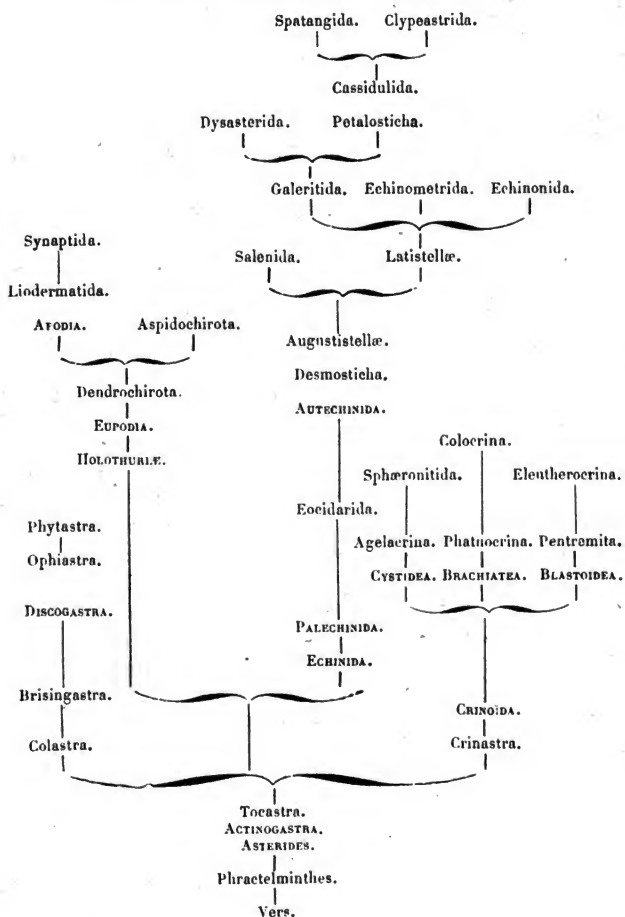 Spatangida. Clypeastrida.
Cassidulida.
Dysasterida. Petalosticha.
Galeritida. Echinometrida. Echinonida.
Synaptida.
Salenida. Latistellæ.
Liodermatida.
Apodia. Aspidochirota.
Augustistellæ.
Desmosticha.
Dendrochirota.
AUTECHINIDA.
EUPODIA.
Colocrina.
HOLOTHURIÆ.
Sphæronitida. Eleutherocrina.
Eocidarida.
Phytastra.
Agelacrina. Phatnocrina. Pentremita.
Ophiastra.
CYSTIDEA. BRACHIATEA. BLASTOIDEA.
DISCOGASTRA.
PALECHINIDA.
ECHINIDA.
Brisingastra.
CRINOÏDA.
Colastra.
Crinastra.
Tocastra.
ACTINOGASTRA.
ASTERIDES.
Phractelminthes.
Vers.